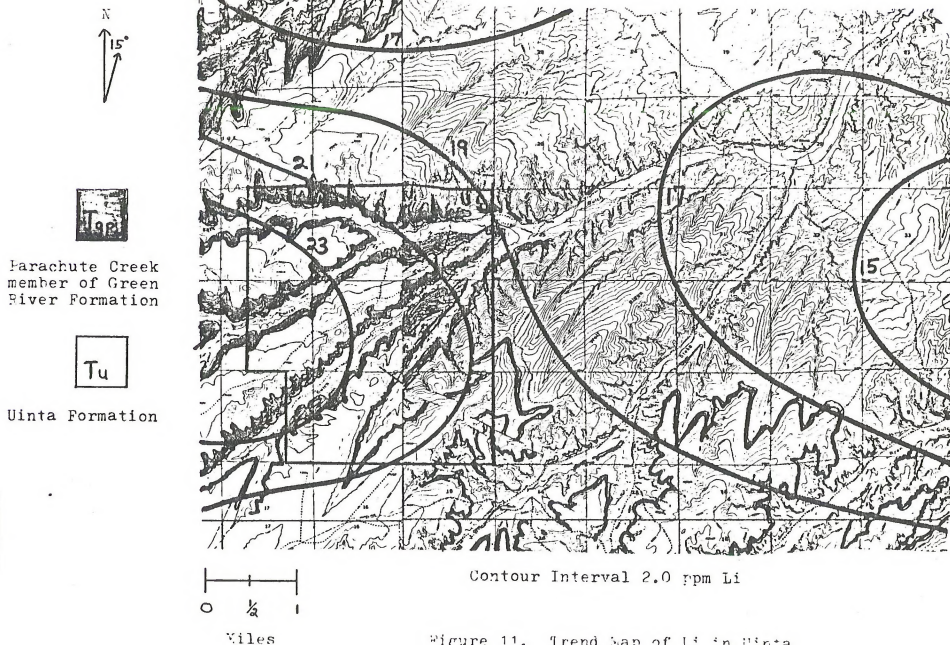 N
15°
Tgp
Parachute Creek
member of Green
River Formation
Tu
Uinta Formation
17
19
21
23
17
15
Contour Interval 2.0 ppm Li
0 ½ 1
Miles
Figure 11. Trend Map of Li in Uinta